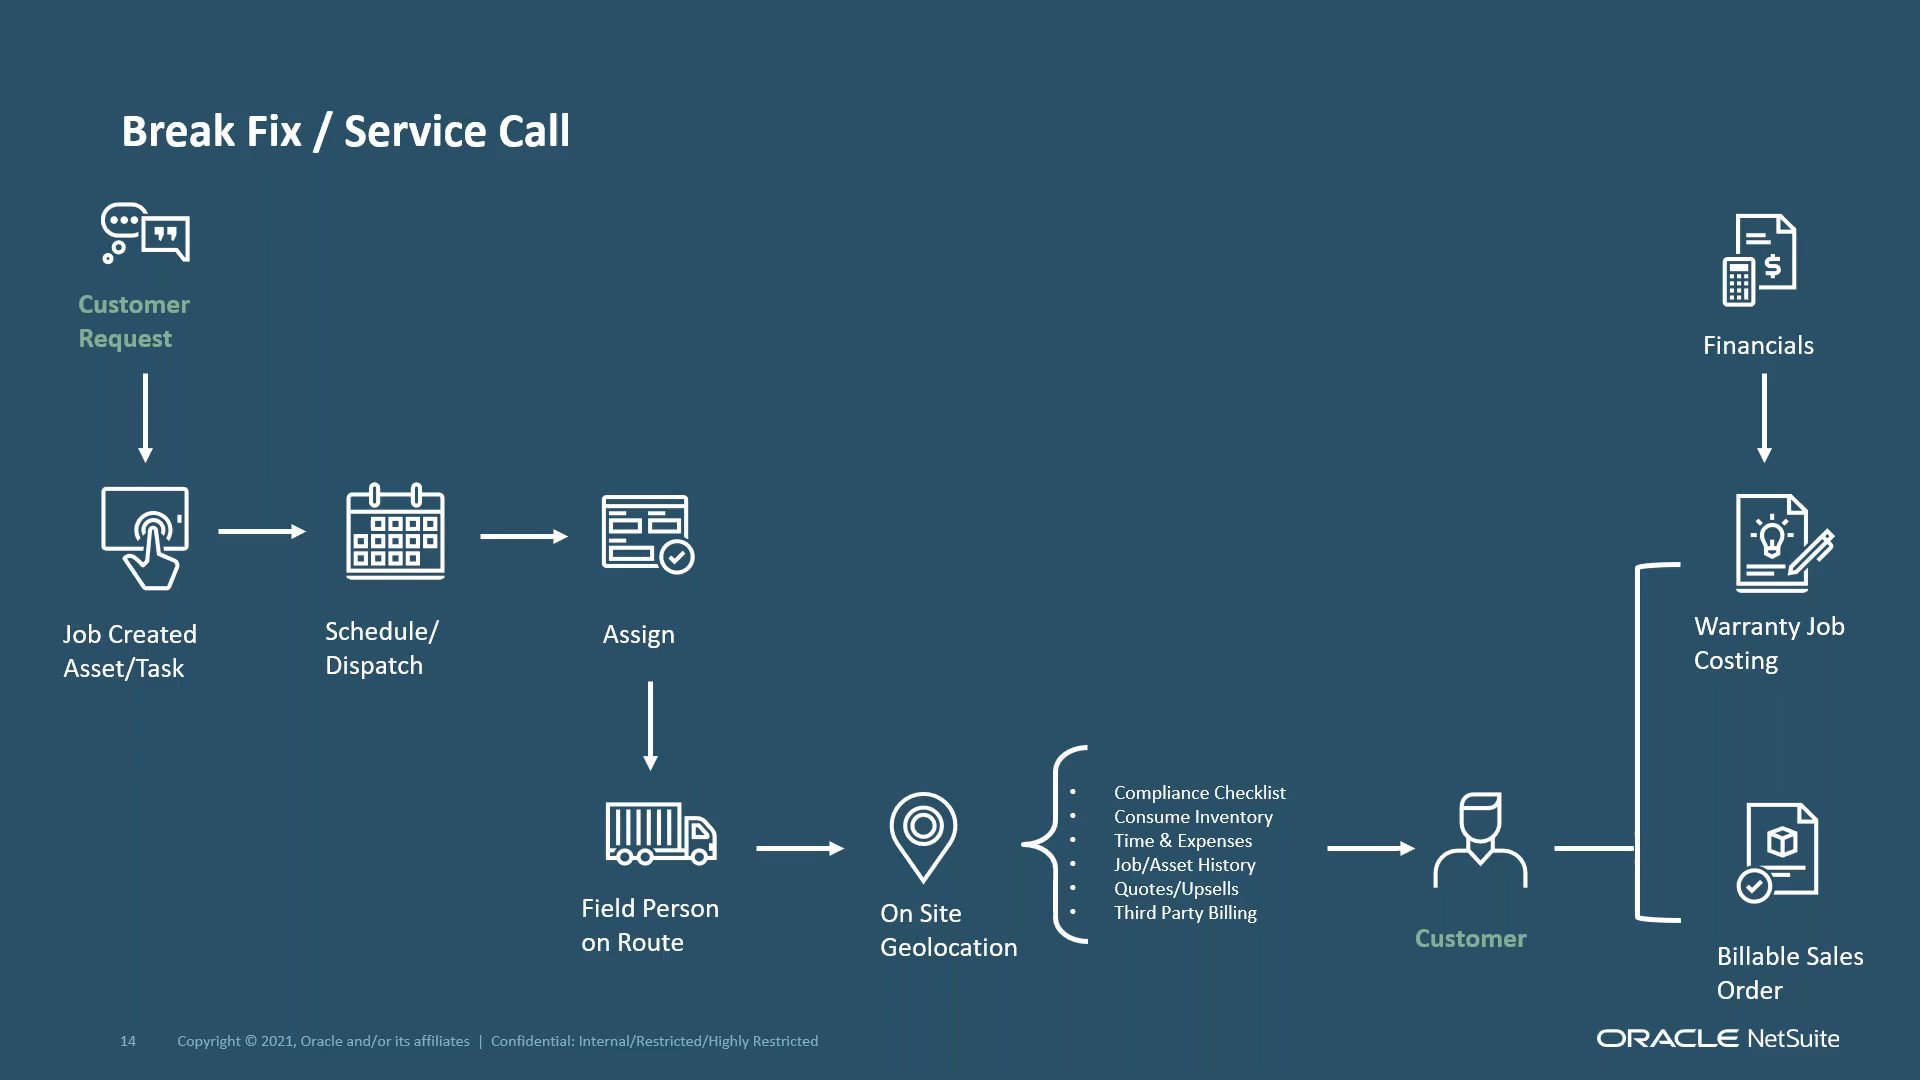 Break Fix / Service Call
Customer
Request
Financials
Job Created
Asset/Task
Schedule/
Dispatch
Assign
Warranty Job
Costing
Field Person
on Route
On Site
Geolocation
• Compliance Checklist
• Consume Inventory
• Time & Expenses
• Job/Asset History
• Quotes/Upsells
• Third Party Billing
Customer
Billable Sales
Order
14 Copyright © 2021, Oracle and/or its affiliates | Confidential: Internal/Restricted/Highly Restricted
ORACLE NetSuite